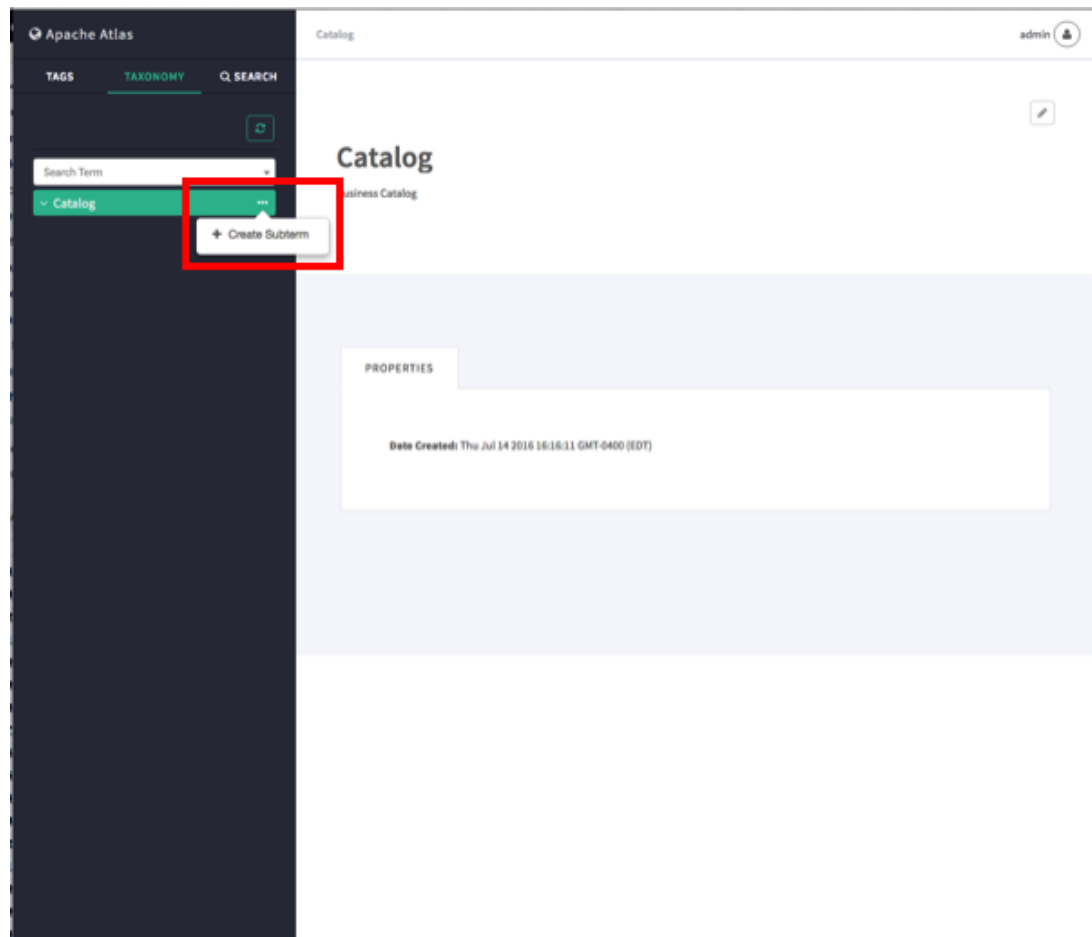 Apache Atlas
TAGS TAXONOMY SEARCH
Search Term
Catalog
+ Create Subterm
Catalog
admin
Catalog
usiness Catalog
PROPERTIES
Date Created: Thu Jul 14 2016 16:16:11 GMT-0400 (EDT)